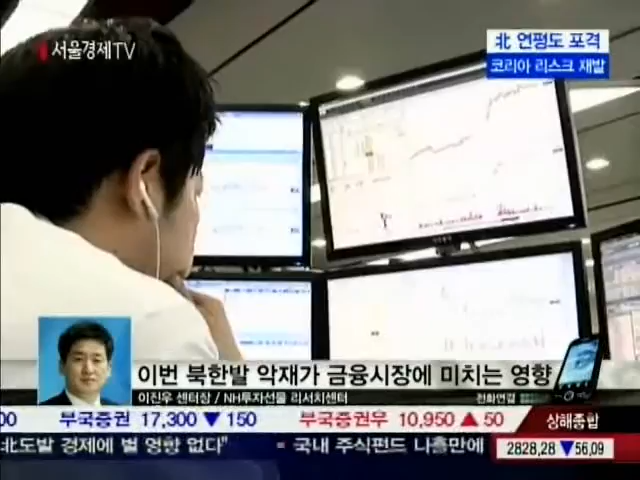 서울경제TV
北 연평도 포격
코리아 리스크 재발
이번 북한발 악재가 금융시장에 미치는 영향
이진우 센터장 / NH투자선물 리서치센터
전화연결
00 부국증권 17,300 ▼ 150 부국증권우 10,950 ▲ 50
상해종합
北도발 경제에 별 영향 없다" 국내 주식펀드 나흘만에
2828,28 ▼56,09